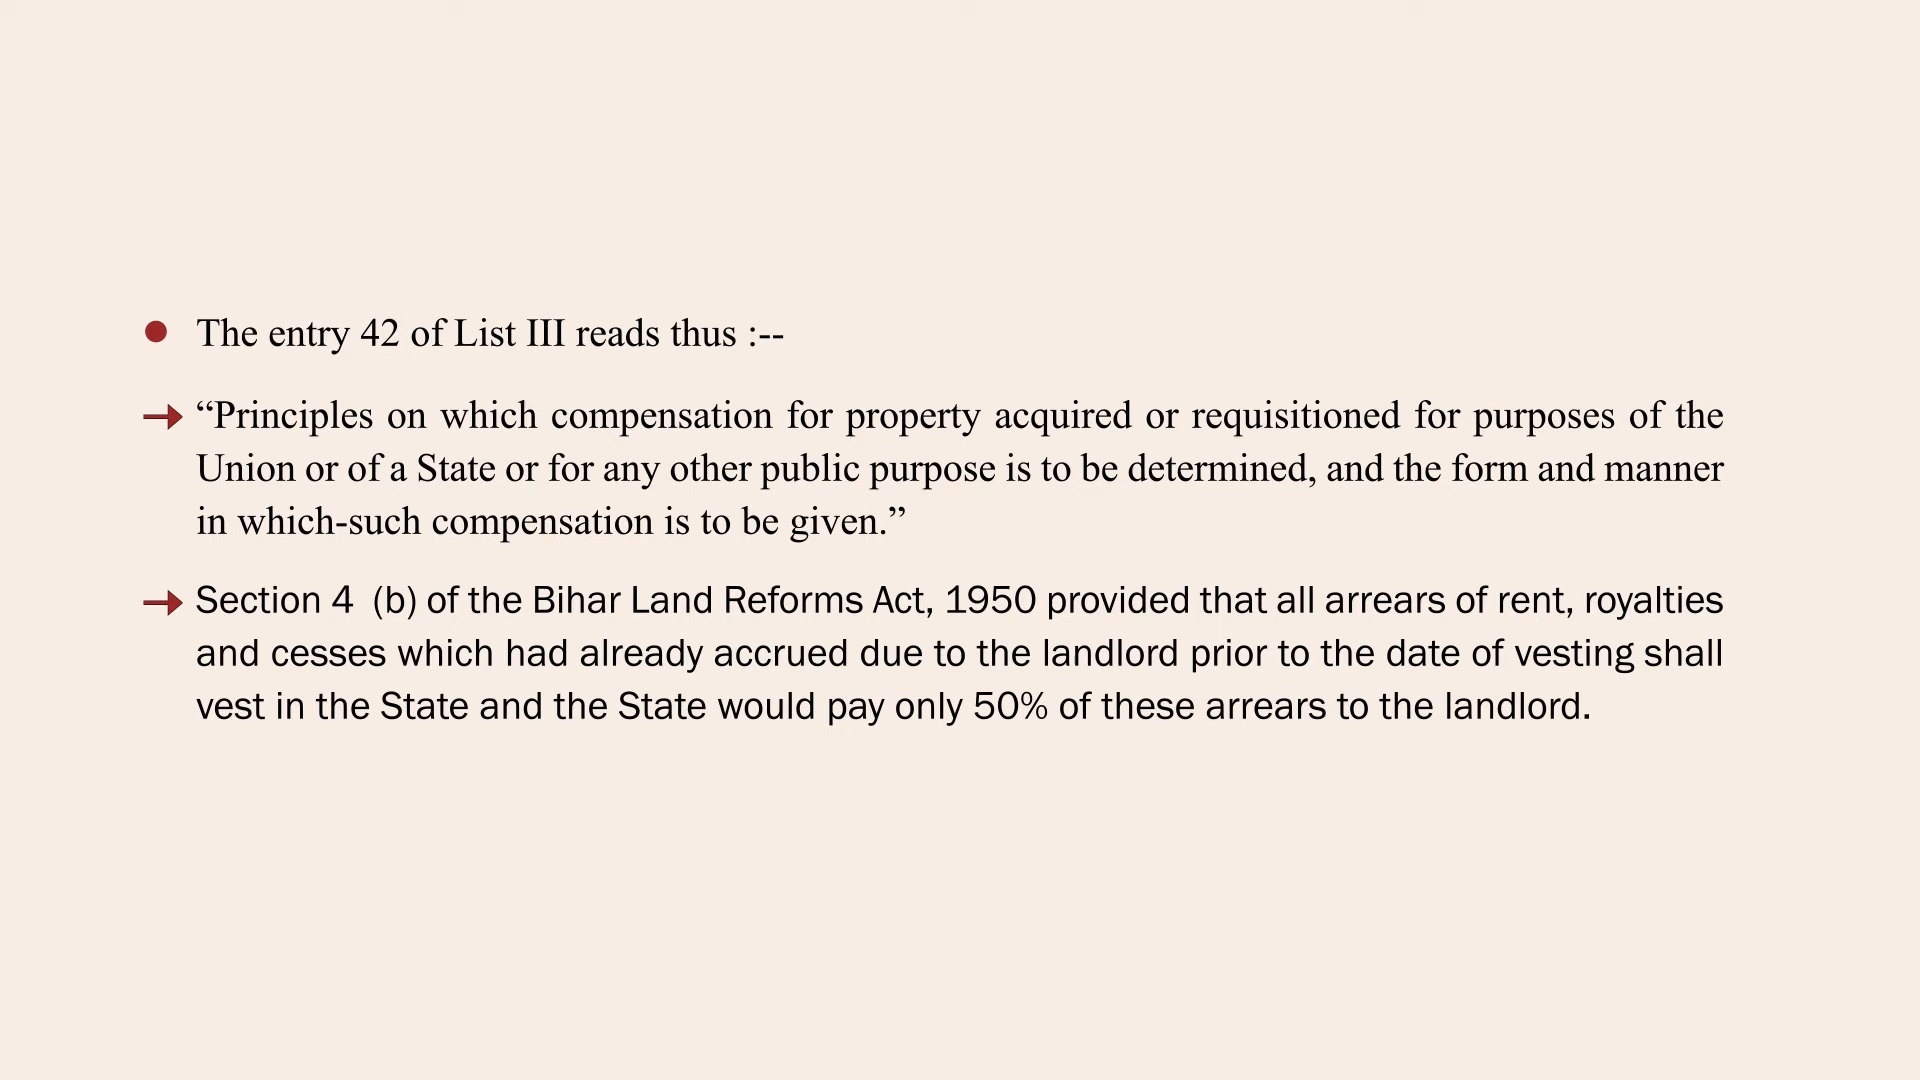 The entry 42 of List III reads thus :--
“Principles on which compensation for property acquired or requisitioned for purposes of the
Union or of a State or for any other public purpose is to be determined, and the form and manner
in which-such compensation is to be given.”
Section 4  (b) of the Bihar Land Reforms Act, 1950 provided that all arrears of rent, royalties
and cesses which had already accrued due to the landlord prior to the date of vesting shall
vest in the State and the State would pay only 50% of these arrears to the landlord.